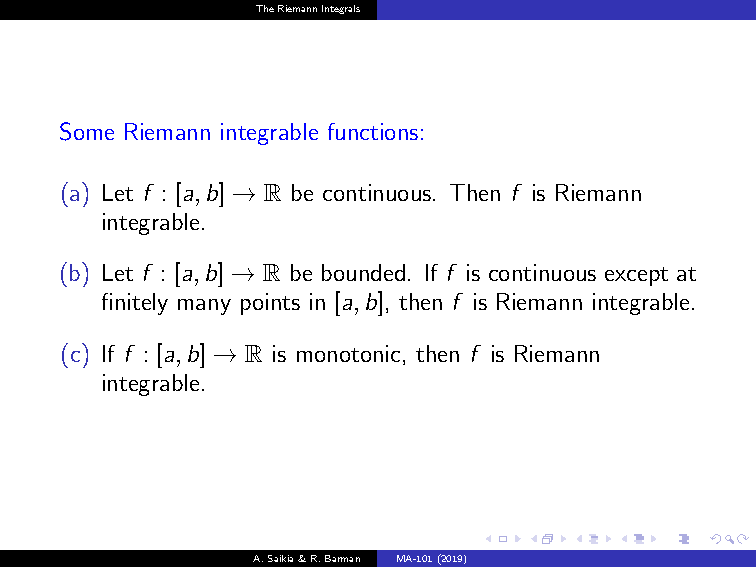 The Riemann Integrals
Some Riemann integrable functions:
(a) Let f : [a, b] → ℝ be continuous. Then f is Riemann
integrable.
(b) Let f : [a, b] → ℝ be bounded. If f is continuous except at
finitely many points in [a, b], then f is Riemann integrable.
(c) If f : [a, b] → ℝ is monotonic, then f is Riemann
integrable.
A. Saikia & R. Barman MA-101 (2019)